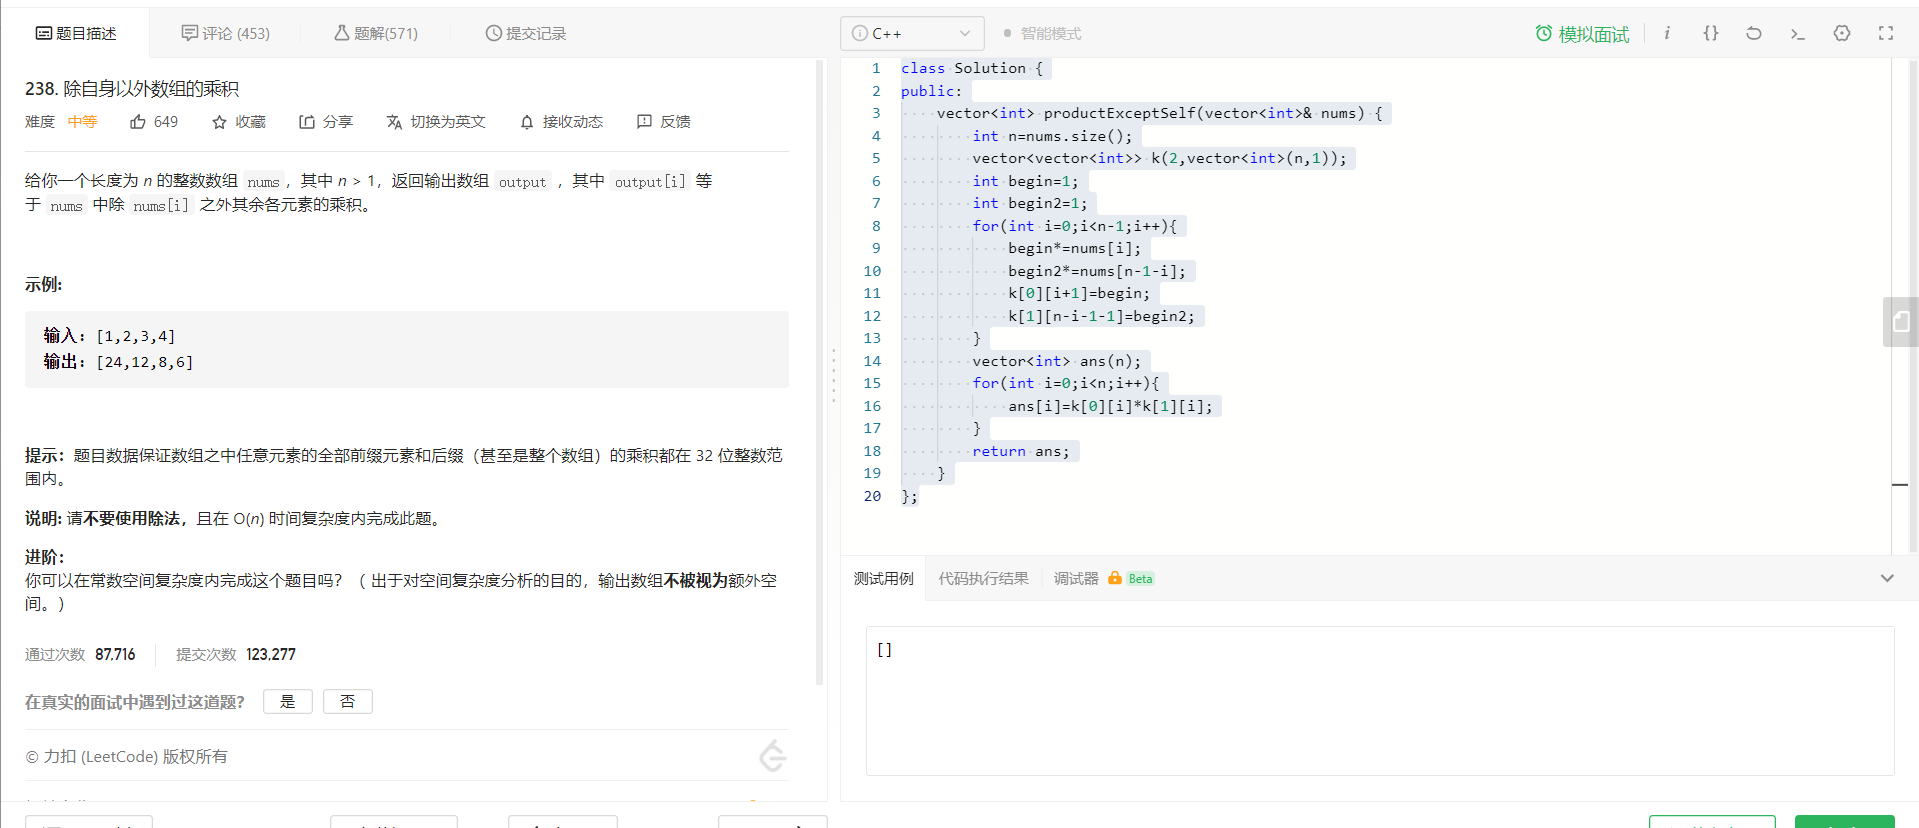 题目描述
评论 (453)
题解(571)
提交记录
238. 除自身以外数组的乘积
难度 中等 649 收藏 分享 切换为英文 接收动态 反馈
给你一个长度为 n 的整数数组 nums，其中 n > 1，返回输出数组 output ，其中 output[i] 等
于 nums 中除 nums[i] 之外其余各元素的乘积。
示例:
输入: [1,2,3,4]
输出: [24,12,8,6]
提示：题目数据保证数组之中任意元素的全部前缀元素和后缀（甚至是整个数组）的乘积都在 32 位整数范
围内。
说明: 请不要使用除法，且在 O(n) 时间复杂度内完成此题。
进阶：
你可以在常数空间复杂度内完成这个题目吗？（ 出于对空间复杂度分析的目的，输出数组不被视为额外空
间。）
通过次数 87,716 提交次数 123,277
在真实的面试中遇到过这道题? 是 否
© 力扣 (LeetCode) 版权所有
C++
智能模式
模拟面试
1 class Solution {
2 public:
3     vector<int> productExceptSelf(vector<int>& nums) {
4         int n=nums.size();
5         vector<vector<int>> k(2,vector<int>(n,1));
6         int begin=1;
7         int begin2=1;
8         for(int i=0;i<n-1;i++){
9             begin*=nums[i];
10             begin2*=nums[n-1-i];
11             k[0][i+1]=begin;
12             k[1][n-i-1-1]=begin2;
13         }
14         vector<int> ans(n);
15         for(int i=0;i<n;i++){
16             ans[i]=k[0][i]*k[1][i];
17         }
18         return ans;
19     }
20 };
测试用例 代码执行结果 调试器 Beta
[]